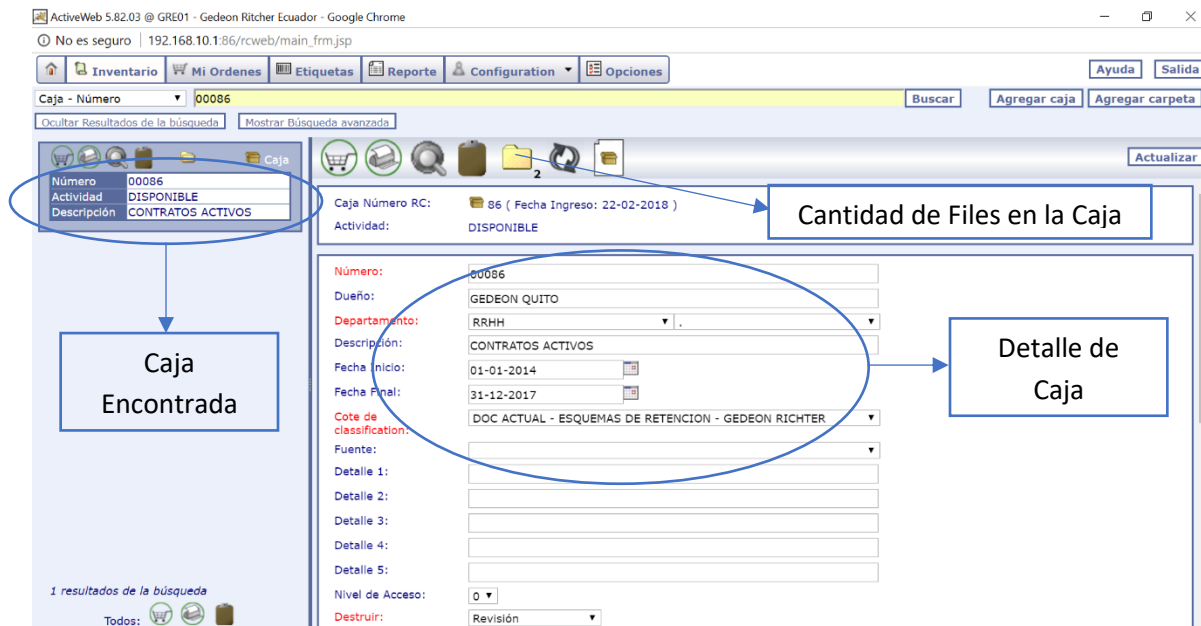 ActiveWeb 5.82.03 @ GRE01 - Gedeon Ritcher Ecuador - Google Chrome
No es seguro | 192.168.10.1:86/rcweb/main_frm.jsp
Inventario Mi Ordenes Etiquetas Reporte Configuration Opciones Ayuda Salida
Caja - Número 00086 Buscar Agregar caja Agregar carpeta
Ocultar Resultados de la búsqueda Mostrar Búsqueda avanzada
Caja
Número 00086
Actividad DISPONIBLE
Descripción CONTRATOS ACTIVOS
2
Actualizar
Caja Número RC: 86 ( Fecha Ingreso: 22-02-2018 )
Actividad: DISPONIBLE
Cantidad de Files en la Caja
Número: 00086
Dueño: GEDEON QUITO
Departamento: RRHH .
Descripción: CONTRATOS ACTIVOS
Fecha Inicio: 01-01-2014
Fecha Final: 31-12-2017
Cote de
classification: DOC ACTUAL - ESQUEMAS DE RETENCION - GEDEON RICHTER
Fuente:
Detalle 1:
Detalle 2:
Detalle 3:
Detalle 4:
Detalle 5:
Nivel de Acceso: 0
Destruir: Revisión
Caja
Encontrada
Detalle de
Caja
1 resultados de la búsqueda
Todos: